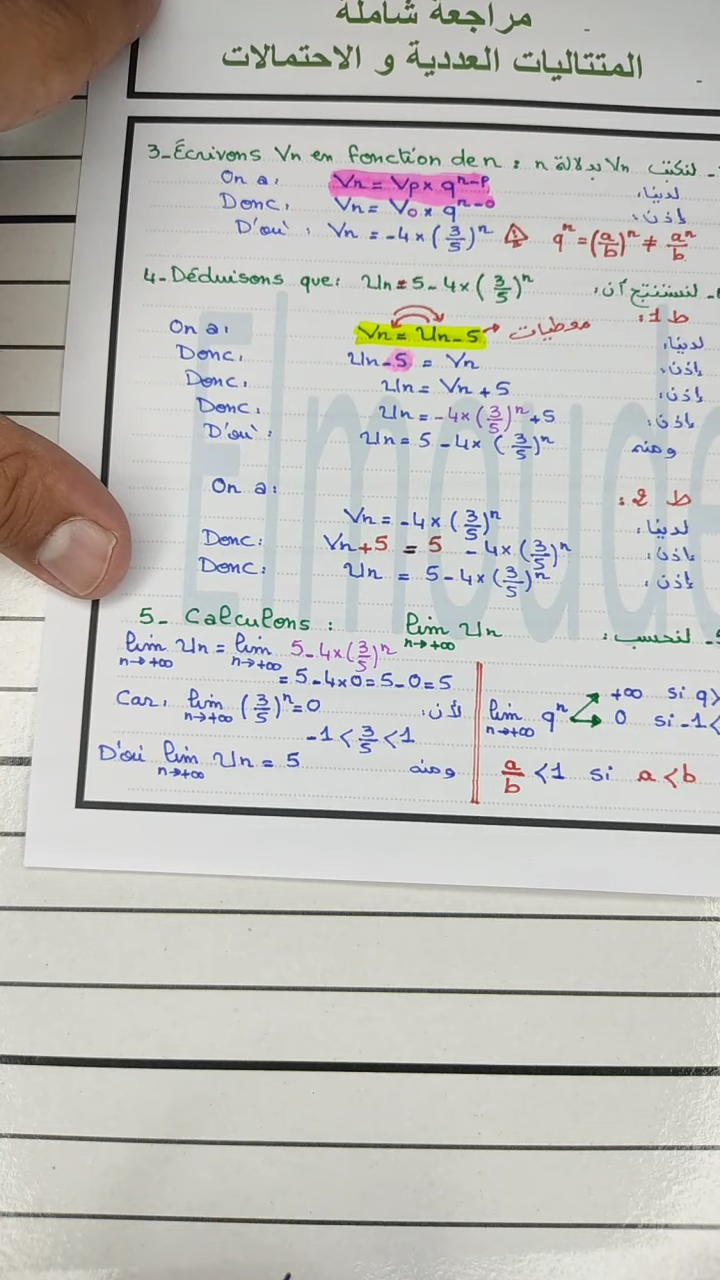 مراجعة شاملة
المتتاليات العددية و الاحتمالات
3-Écrivons Vn en fonction de n : لنكتب Vn بدلالة n -
On a: Vn = Vp × q^(n-p) لدينا:
Donc: Vn = V₀ × q^(n-0) إذن:
D'où: Vn = -4×(3/5)^n q^n = (a/b)^n ≠ a^n/b
4-Déduisons que: Un = 5-4×(3/5)^n لنستنتج أن:
ط1:
On a: Vn = Un-5 → معطيات لدينا:
Donc: Un-5 = Vn إذن:
Donc: Un = Vn+5 إذن:
Donc: Un = -4×(3/5)^n+5 إذن:
D'où: Un = 5-4×(3/5)^n ومنه
On a: ط2:
Vn = -4×(3/5)^n لدينا:
Donc: Vn+5 = 5 -4×(3/5)^n إذن:
Donc: Un = 5-4×(3/5)^n إذن:
5- Calculons : lim n→+∞ Un لنحسب: -5
lim n→+∞ Un = lim n→+∞ 5-4×(3/5)^n
= 5-4×0=5-0=5
Car: lim n→+∞ (3/5)^n=0 لأن:
-1 < 3/5 < 1
D'où lim n→+∞ Un = 5 ومنه
lim n→+∞ q^n +∞ si q>
0 si -1<
a/b <1 si a<b
Elmoude